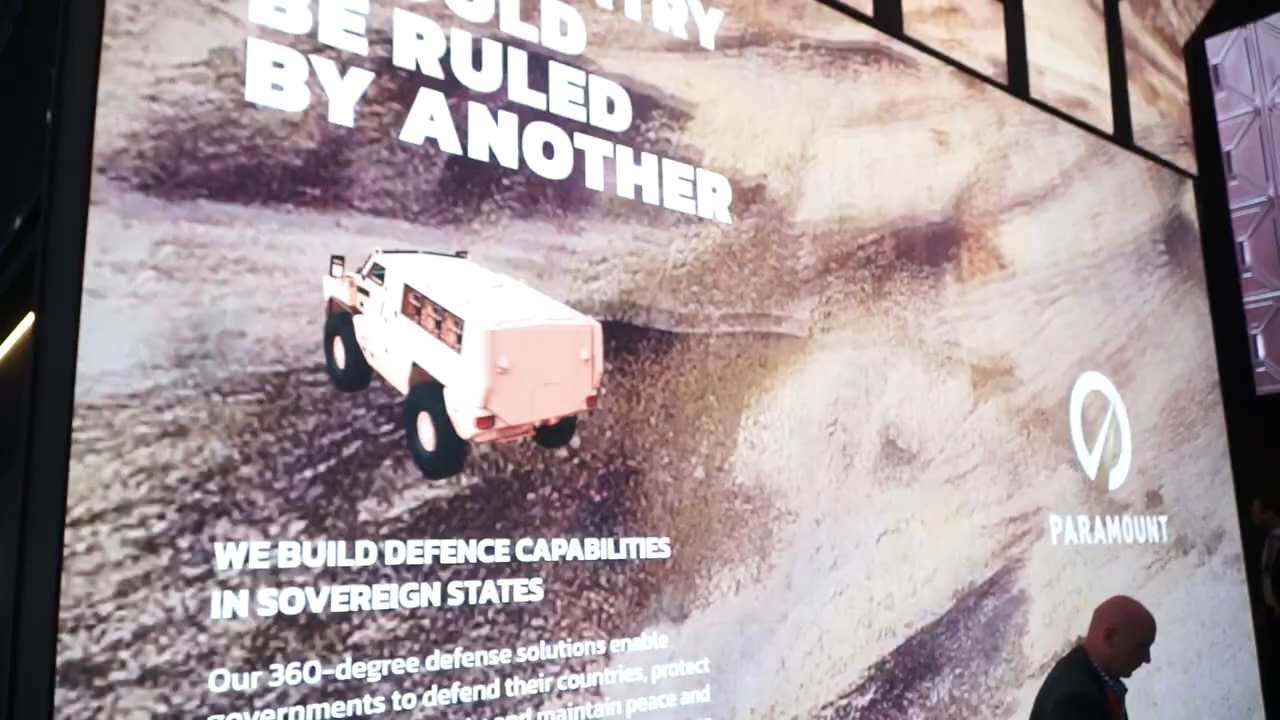 BE RULED
BY ANOTHER
WE BUILD DEFENCE CAPABILITIES
IN SOVEREIGN STATES
Our 360-degree defense solutions enable
governments to defend their countries, protect
and maintain peace and
PARAMOUNT